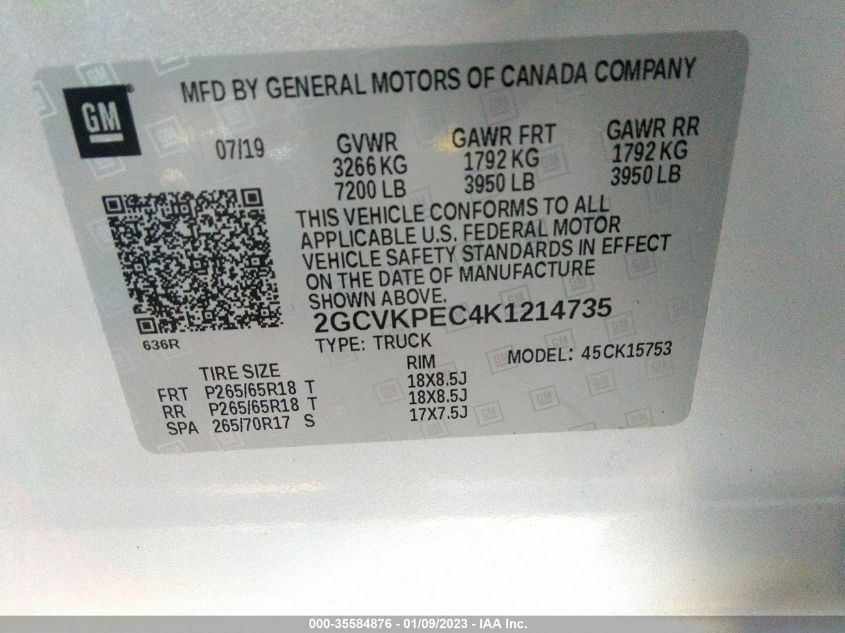 GM®
MFD BY GENERAL MOTORS OF CANADA COMPANY
07/19
GVWR GAWR FRT GAWR RR
3266 KG 1792 KG 1792 KG
7200 LB 3950 LB 3950 LB
THIS VEHICLE CONFORMS TO ALL
APPLICABLE U.S. FEDERAL MOTOR
VEHICLE SAFETY STANDARDS IN EFFECT
ON THE DATE OF MANUFACTURE
SHOWN ABOVE.
2GCVKPEC4K1214735
636R
TYPE: TRUCK
MODEL: 45CK15753
TIRE SIZE RIM
FRT P265/65R18 T 18X8.5J
RR P265/65R18 T 18X8.5J
SPA 265/70R17 S 17X7.5J
000-35584876 - 01/09/2023 - IAA Inc.